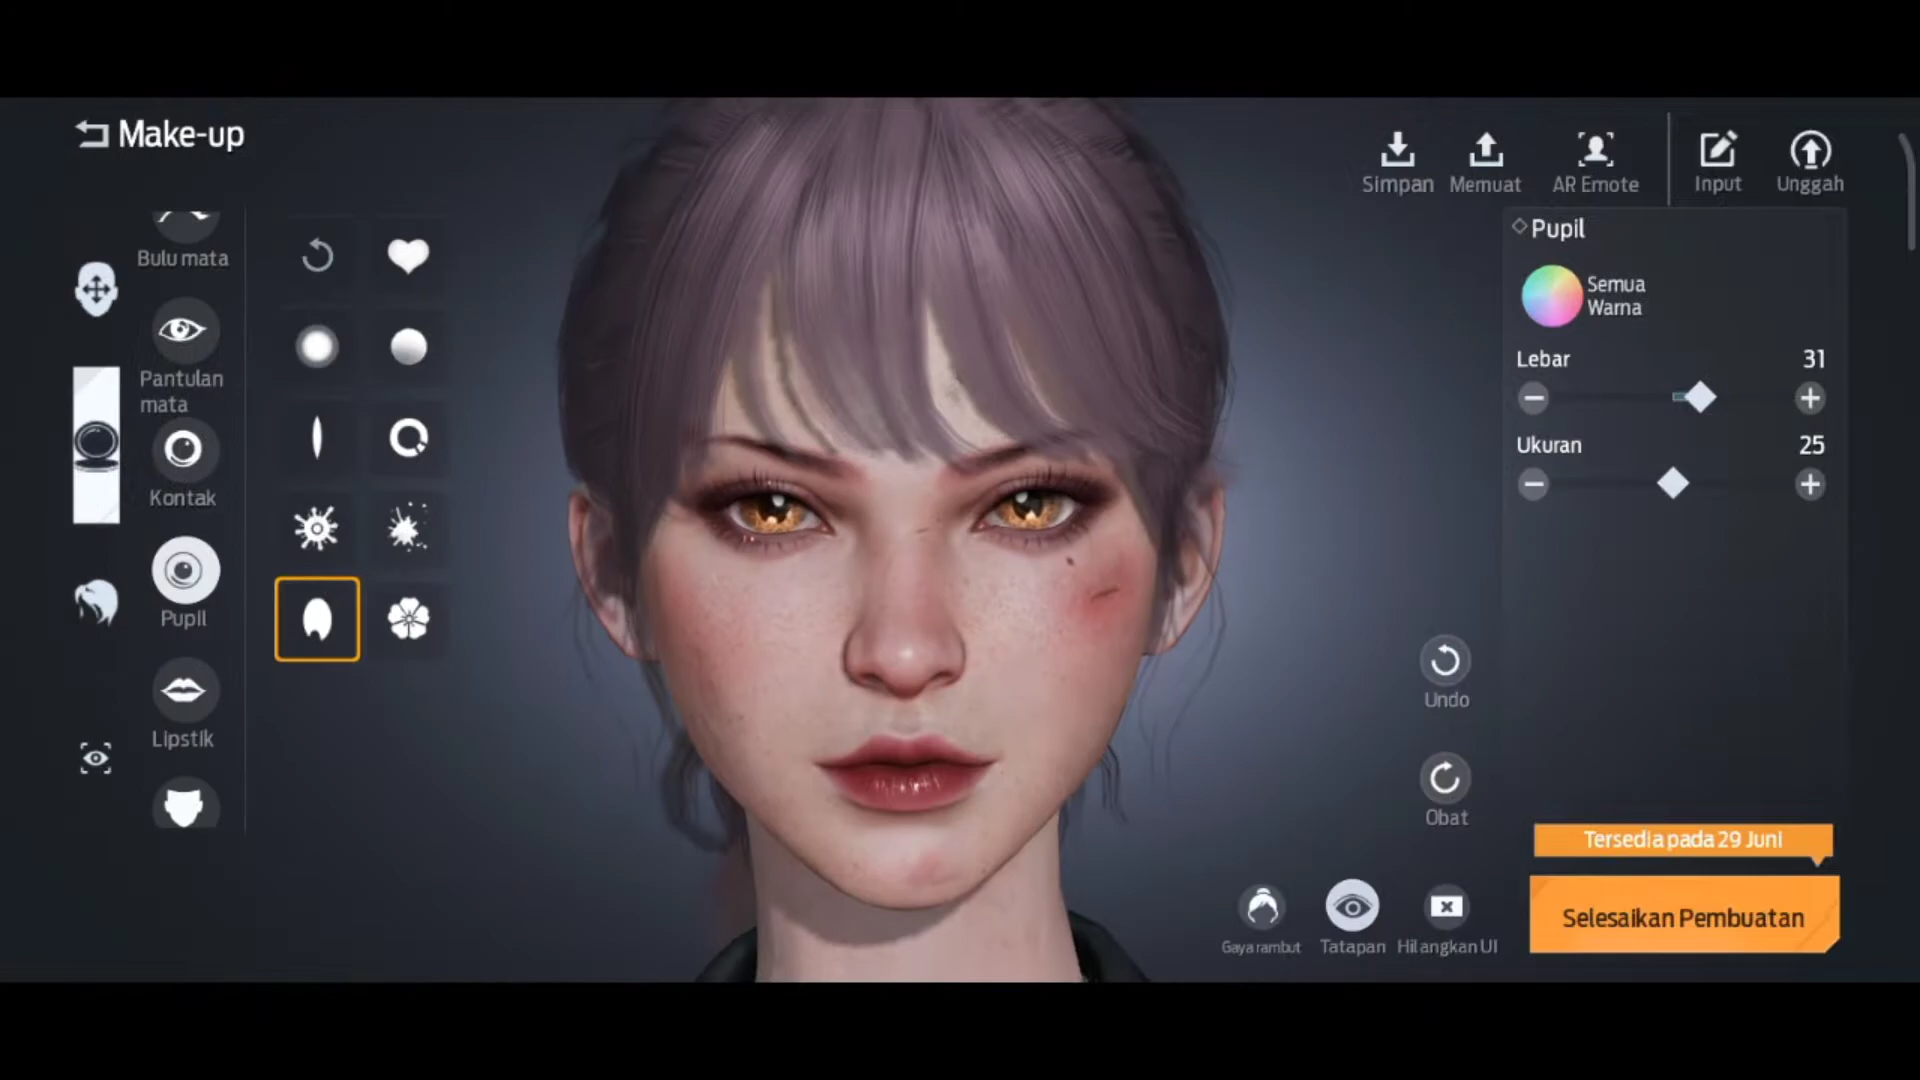 Make-up
Simpan
Memuat
AR Emote
Input
Unggah
Bulu mata
Pantulan
mata
Kontak
Pupil
Lipstik
Pupil
Semua
Warna
Lebar
31
Ukuran
25
Undo
Obat
Gaya rambut
Tatapan
Hilangkan UI
Tersedia pada 29 Juni
Selesaikan Pembuatan